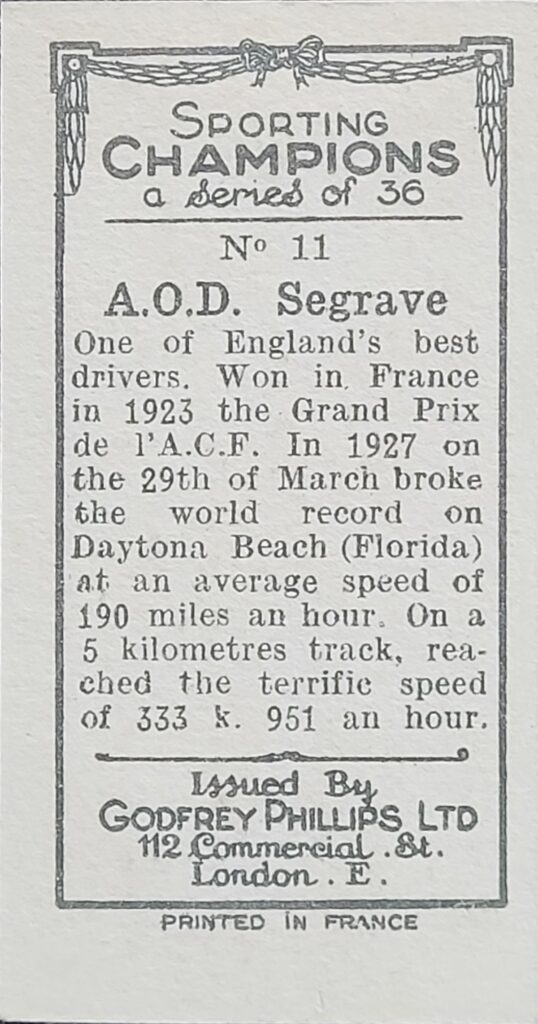 SPORTING
CHAMPIONS
a series of 36
Nº 11
A.O.D. Segrave
One of England's best
drivers. Won in France
in 1923 the Grand Prix
de l'A.C.F. In 1927 on
the 29th of March broke
the world record on
Daytona Beach (Florida)
at an average speed of
190 miles an hour. On a
5 kilometres track, rea-
ched the terrific speed
of 333 k. 951 an hour.
Issued By
GODFREY PHILLIPS LTD
112 Commercial . St.
London . E .
PRINTED IN FRANCE